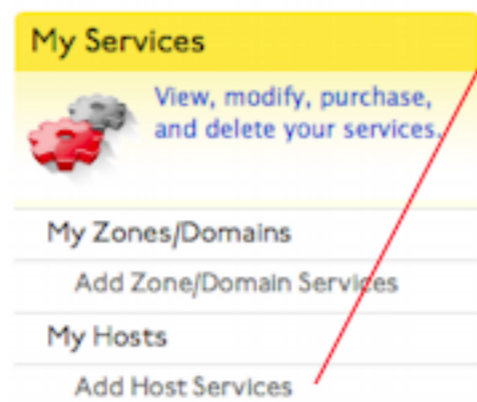 My Services
View, modify, purchase,
and delete your services.
My Zones/Domains
Add Zone/Domain Services
My Hosts
Add Host Services